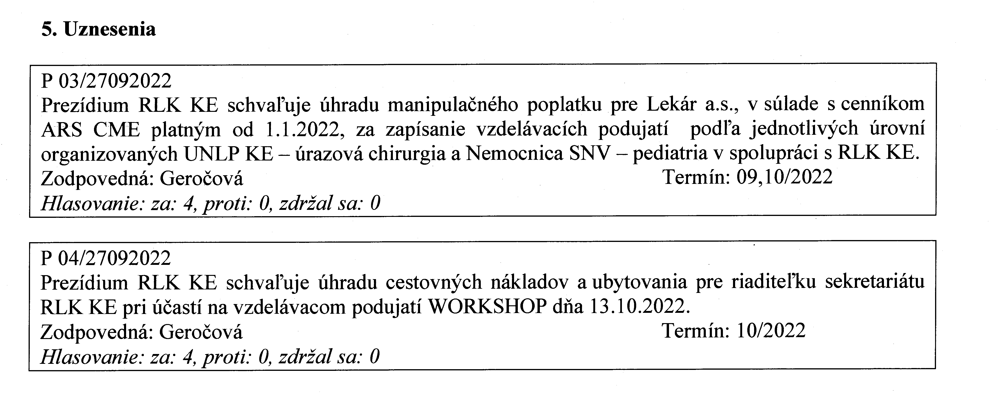 5. Uznesenia
P 03/27092022
Prezídium RLK KE schvaľuje úhradu manipulačného poplatku pre Lekár a.s., v súlade s cenníkom
ARS CME platným od 1.1.2022, za zapísanie vzdelávacích podujatí podľa jednotlivých úrovní
organizovaných UNLP KE – úrazová chirurgia a Nemocnica SNV – pediatria v spolupráci s RLK KE.
Zodpovedná: Geročová Termín: 09,10/2022
Hlasovanie: za: 4, proti: 0, zdržal sa: 0
P 04/27092022
Prezídium RLK KE schvaľuje úhradu cestovných nákladov a ubytovania pre riaditeľku sekretariátu
RLK KE pri účastí na vzdelávacom podujatí WORKSHOP dňa 13.10.2022.
Zodpovedná: Geročová Termín: 10/2022
Hlasovanie: za: 4, proti: 0, zdržal sa: 0